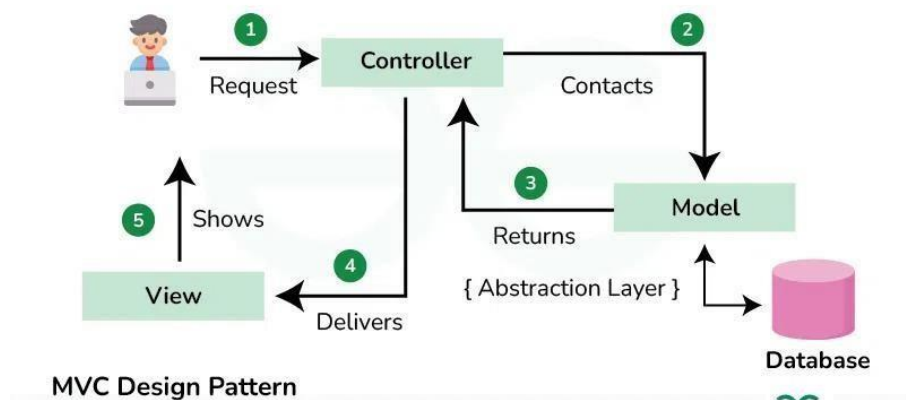 1
2
Controller
Request
Contacts
3
Model
5
Shows
Returns
4
{ Abstraction Layer }
View
Delivers
Database
MVC Design Pattern